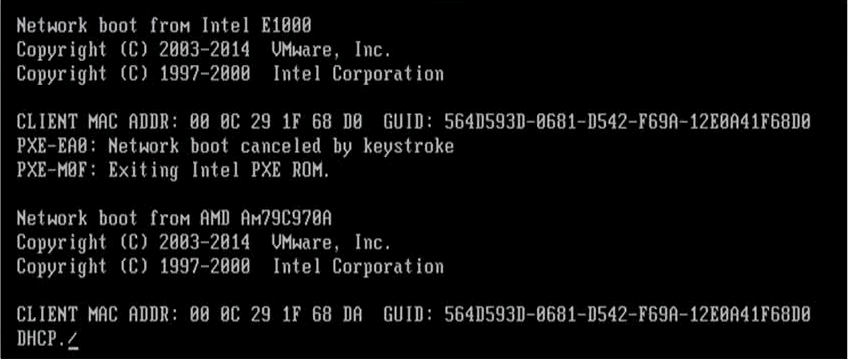 Network boot from Intel E1000
Copyright (C) 2003-2014  VMware, Inc.
Copyright (C) 1997-2000  Intel Corporation
CLIENT MAC ADDR: 00 0C 29 1F 68 D0  GUID: 564D593D-0681-D542-F69A-12E0A41F68D0
PXE-EA0: Network boot canceled by keystroke
PXE-M0F: Exiting Intel PXE ROM.
Network boot from AMD Am79C970A
Copyright (C) 2003-2014  VMware, Inc.
Copyright (C) 1997-2000  Intel Corporation
CLIENT MAC ADDR: 00 0C 29 1F 68 DA  GUID: 564D593D-0681-D542-F69A-12E0A41F68D0
DHCP./